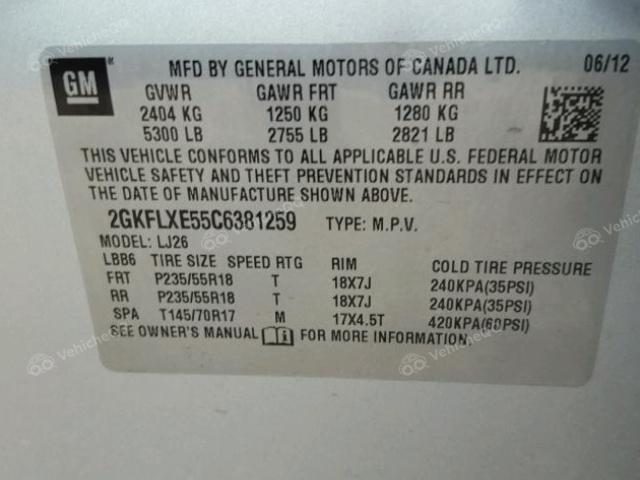 GM MFD BY GENERAL MOTORS OF CANADA LTD. 06/12
GVWR GAWR FRT GAWR RR
2404 KG 1250 KG 1280 KG
5300 LB 2755 LB 2821 LB
THIS VEHICLE CONFORMS TO ALL APPLICABLE U.S. FEDERAL MOTOR
VEHICLE SAFETY AND THEFT PREVENTION STANDARDS IN EFFECT ON
THE DATE OF MANUFACTURE SHOWN ABOVE.
2GKFLXE55C6381259 TYPE: M.P.V.
MODEL: LJ26
LBB6 TIRE SIZE SPEED RTG RIM COLD TIRE PRESSURE
FRT P235/55R18 T 18X7J 240KPA(35PSI)
RR P235/55R18 T 18X7J 240KPA(35PSI)
SPA T145/70R17 M 17X4.5T 420KPA(60PSI)
SEE OWNER'S MANUAL FOR MORE INFORMATION